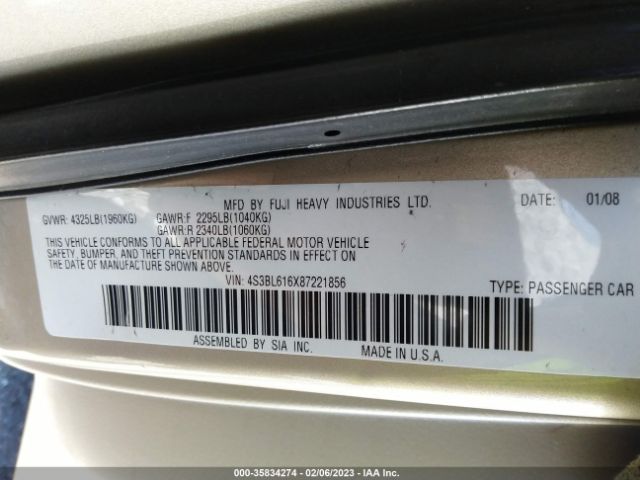 MFD BY FUJI HEAVY INDUSTRIES LTD. DATE: 01/08
GVWR: 4325LB(1960KG) GAWR:F 2295LB(1040KG)
GAWR:R 2340LB(1060KG)
THIS VEHICLE CONFORMS TO ALL APPLICABLE FEDERAL MOTOR VEHICLE
SAFETY, BUMPER, AND THEFT PREVENTION STANDARDS IN EFFECT ON
THE DATE OF MANUFACTURE SHOWN ABOVE.
VIN: 4S3BL616X87221856 TYPE: PASSENGER CAR
ASSEMBLED BY SIA INC. MADE IN U.S.A.
000-35834274 - 02/06/2023 - IAA Inc.